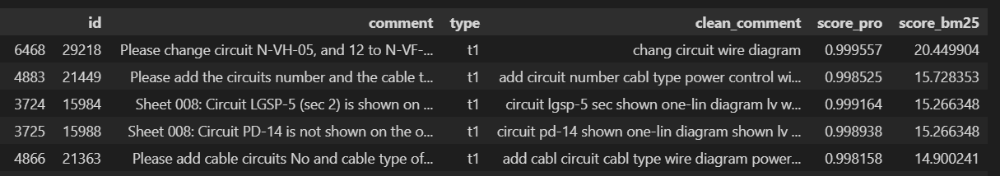 id comment type clean_comment score_pro score_bm25
6468 29218 Please change circuit N-VH-05, and 12 to N-VF-... t1 chang circuit wire diagram 0.999557 20.449904
4883 21449 Please add the circuits number and the cable t... t1 add circuit number cabl type power control wi... 0.998525 15.728353
3724 15984 Sheet 008: Circuit LGSP-5 (sec 2) is shown on ... t1 circuit lgsp-5 sec shown one-lin diagram lv w... 0.999164 15.266348
3725 15988 Sheet 008: Circuit PD-14 is not shown on the o... t1 circuit pd-14 shown one-lin diagram shown lv ... 0.998938 15.266348
4866 21363 Please add cable circuits No and cable type of... t1 add cabl circuit cabl type wire diagram power... 0.998158 14.900241